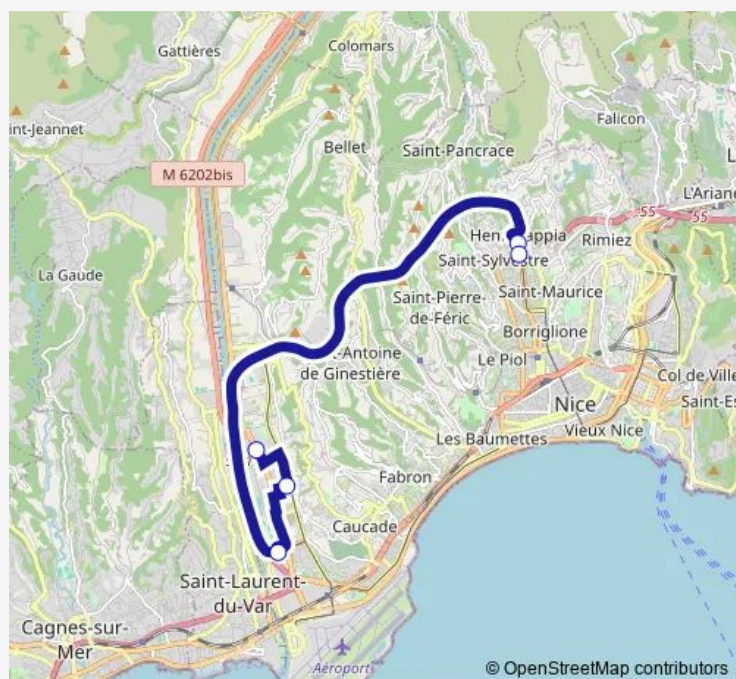 Gattières
Colomars
int-Jeannet
Falicon
Bellet
Saint-Pancrace
M 6202bis
L'Ariane
55
55
Rimiez
La Gaude
Saint-Sylvestre
Saint-Pierre-
de-Féric
Saint-Maurice
Borriglione
t-Antoine
de Ginestière
Le Piol
Col de Ville
Nice
Saint-Es
Les Baumettes
Vieux Nice
Fabron
Caucade
Saint-Laurent-
du-Var
Cagnes-sur-
Mer
Aéroport
© OpenStreetMap contributors